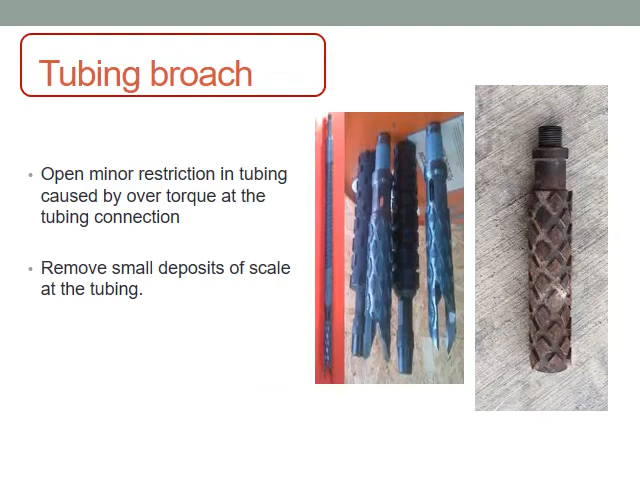 Tubing broach
• Open minor restriction in tubing
caused by over torque at the
tubing connection
• Remove small deposits of scale
at the tubing.